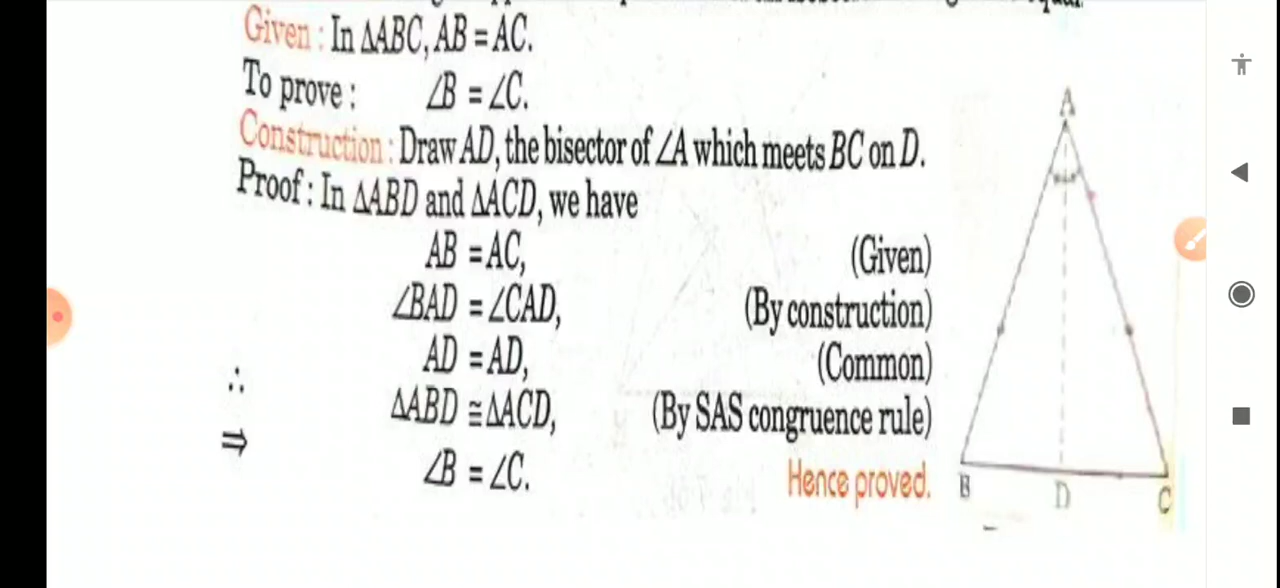 equal.
Given : In ΔABC, AB = AC.
To prove : ∠B = ∠C.
Construction : Draw AD, the bisector of ∠A which meets BC on D.
Proof : In ΔABD and ΔACD, we have
AB = AC, (Given)
∠BAD = ∠CAD, (By construction)
AD = AD, (Common)
∴ ΔABD ≅ ΔACD, (By SAS congruence rule)
⇒ ∠B = ∠C. Hence proved.
A
B D C